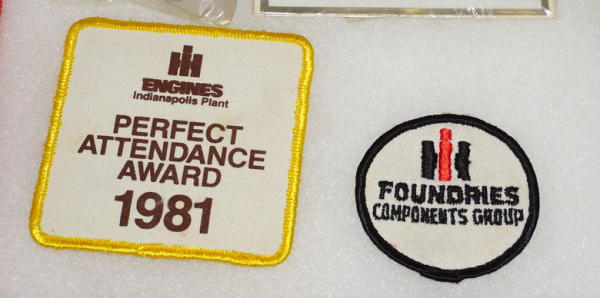 ENGINES
Indianapolis Plant
PERFECT
ATTENDANCE
AWARD
1981
FOUNDRIES
COMPONENTS GROUP